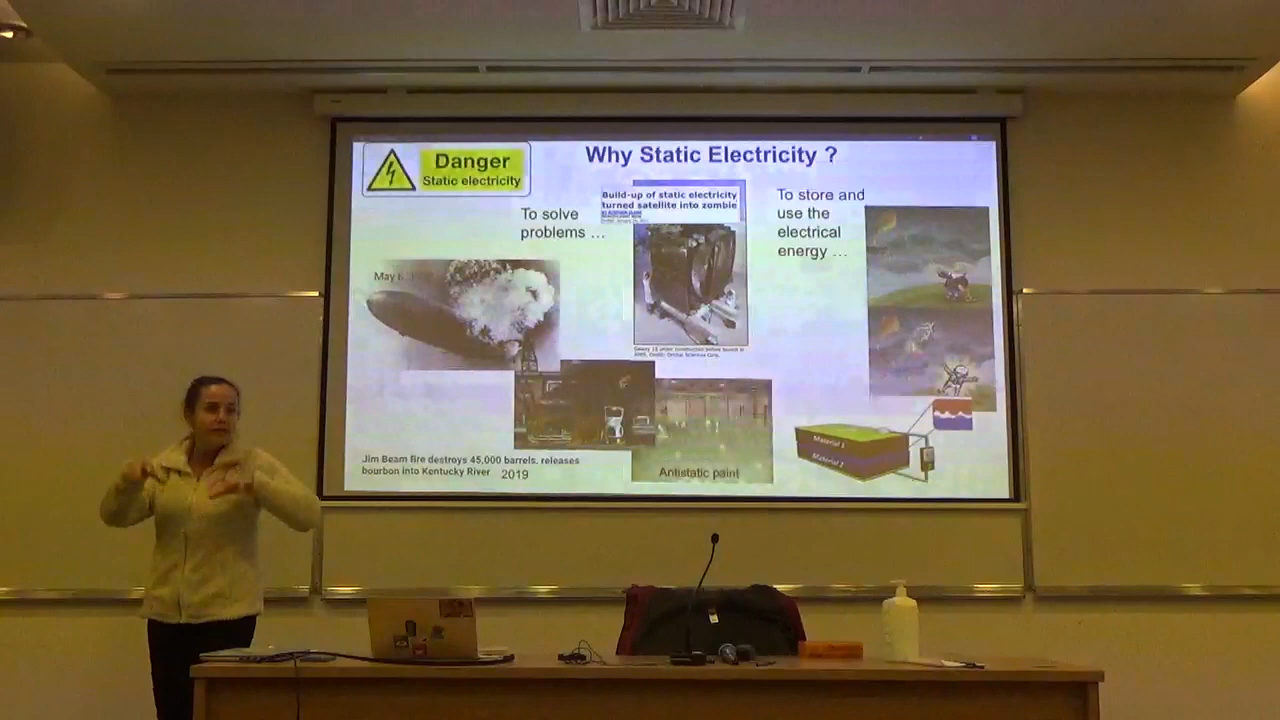 Why Static Electricity ?
Danger
Static electricity
Build-up of static electricity
turned satellite into zombie
To solve
problems …
To store and
use the
electrical
energy …
May 6,
Jim Beam fire destroys 45,000 barrels, releases
bourbon into Kentucky River 2019
Antistatic paint
Material 1
Material 2